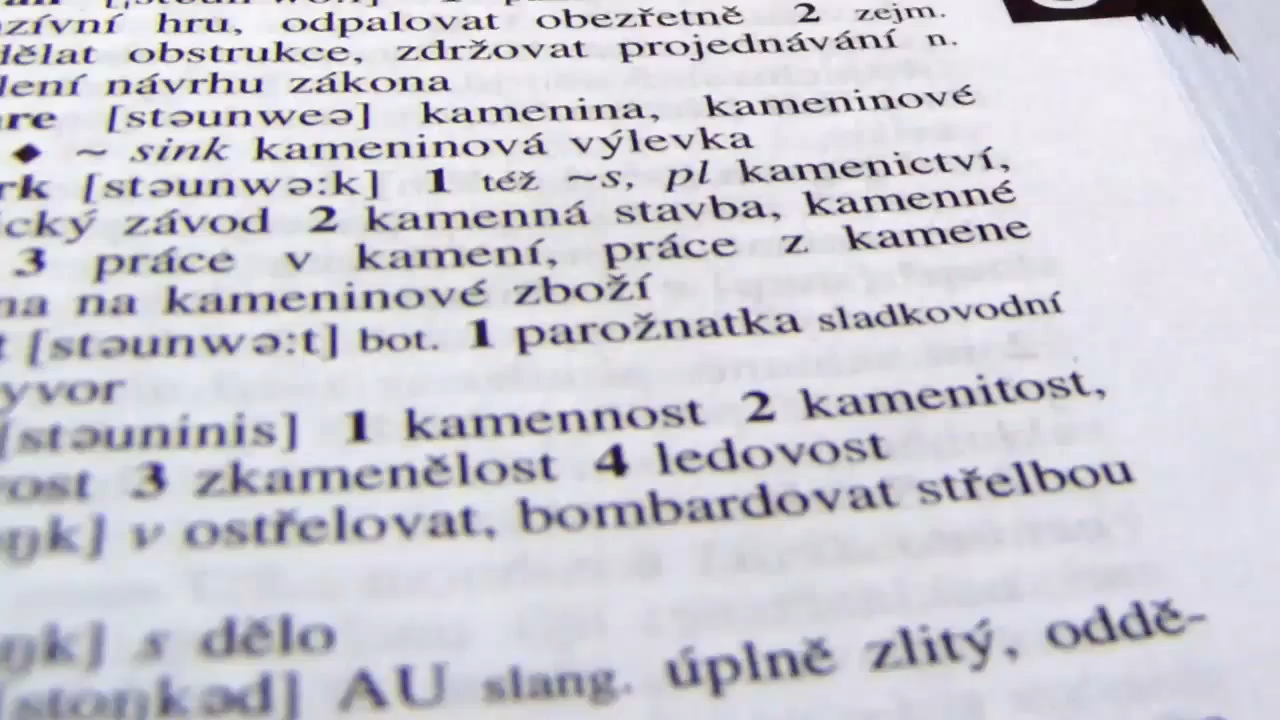 zívní hru, odpalovat obezřetně 2 zejm.
dělat obstrukce, zdržovat projednávání n.
lení návrhu zákona
are [stəunweə] kamenina, kameninové
◆ ~ sink kameninová výlevka
rk [stəunwə:k] 1 též ~s, pl kamenictví,
ický závod 2 kamenná stavba, kamenné
3 práce v kamení, práce z kamene
na na kameninové zboží
t [stəunwə:t] bot. 1 parožnatka sladkovodní
yvor
[stəuninis] 1 kamennost 2 kamenitost,
ost 3 zkamenělost 4 ledovost
ŋk] v ostřelovat, bombardovat střelbou
ŋk] s dělo
[stoŋkəd] AU slang. úplně zlitý, oddě-